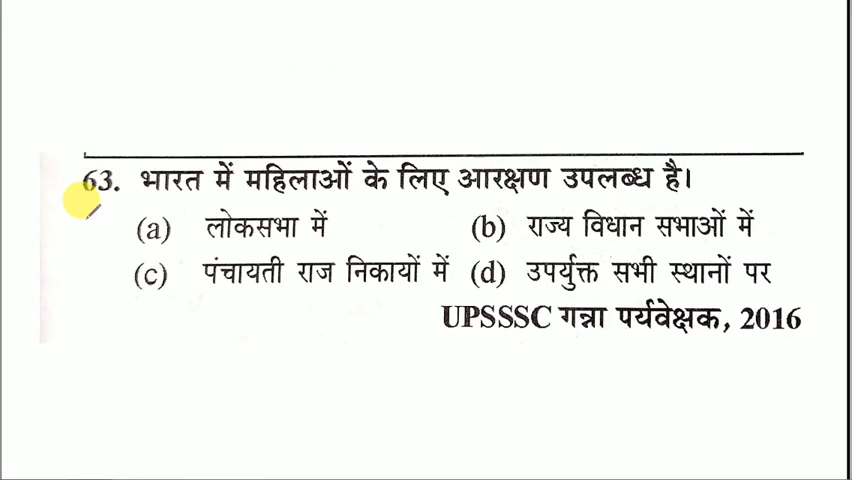 63. भारत में महिलाओं के लिए आरक्षण उपलब्ध है।
(a) लोकसभा में (b) राज्य विधान सभाओं में
(c) पंचायती राज निकायों में (d) उपर्युक्त सभी स्थानों पर
UPSSSC गन्ना पर्यवेक्षक, 2016